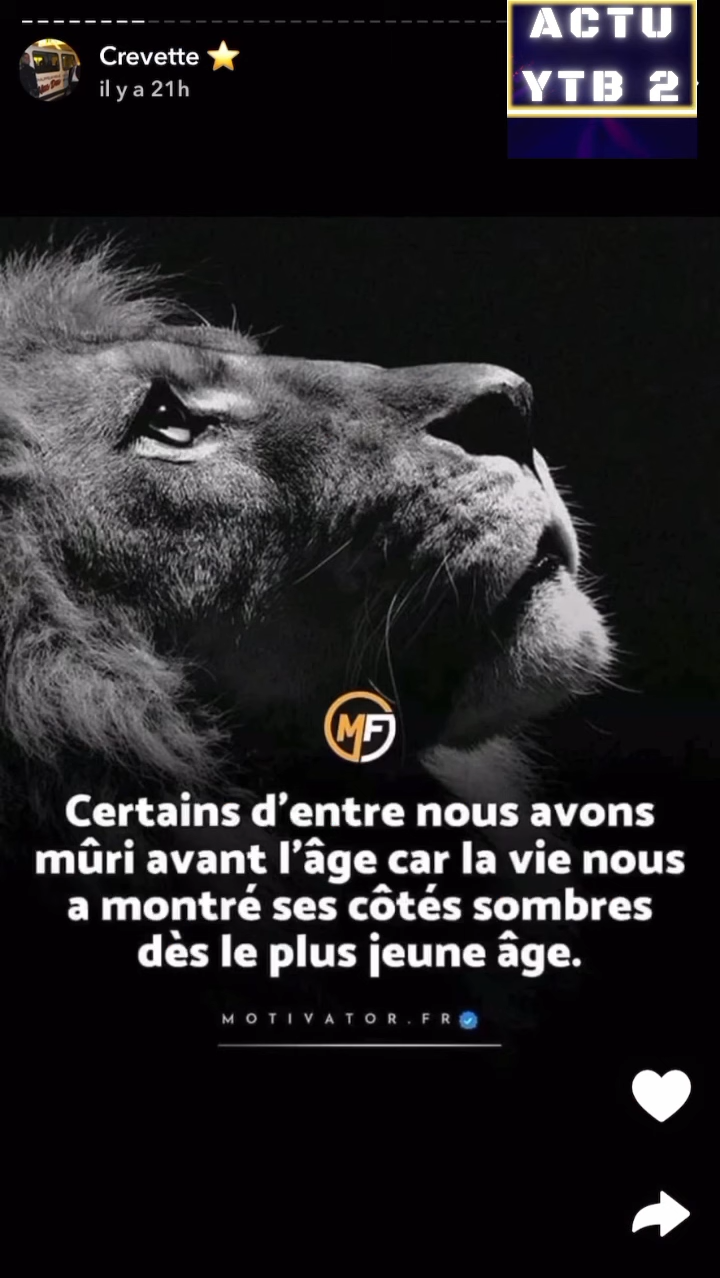 Crevette ⭐
il y a 21h
ACTU
YTB 2
MF
Certains d’entre nous avons
mûri avant l’âge car la vie nous
a montré ses côtés sombres
dès le plus jeune âge.
MOTIVATOR.FR